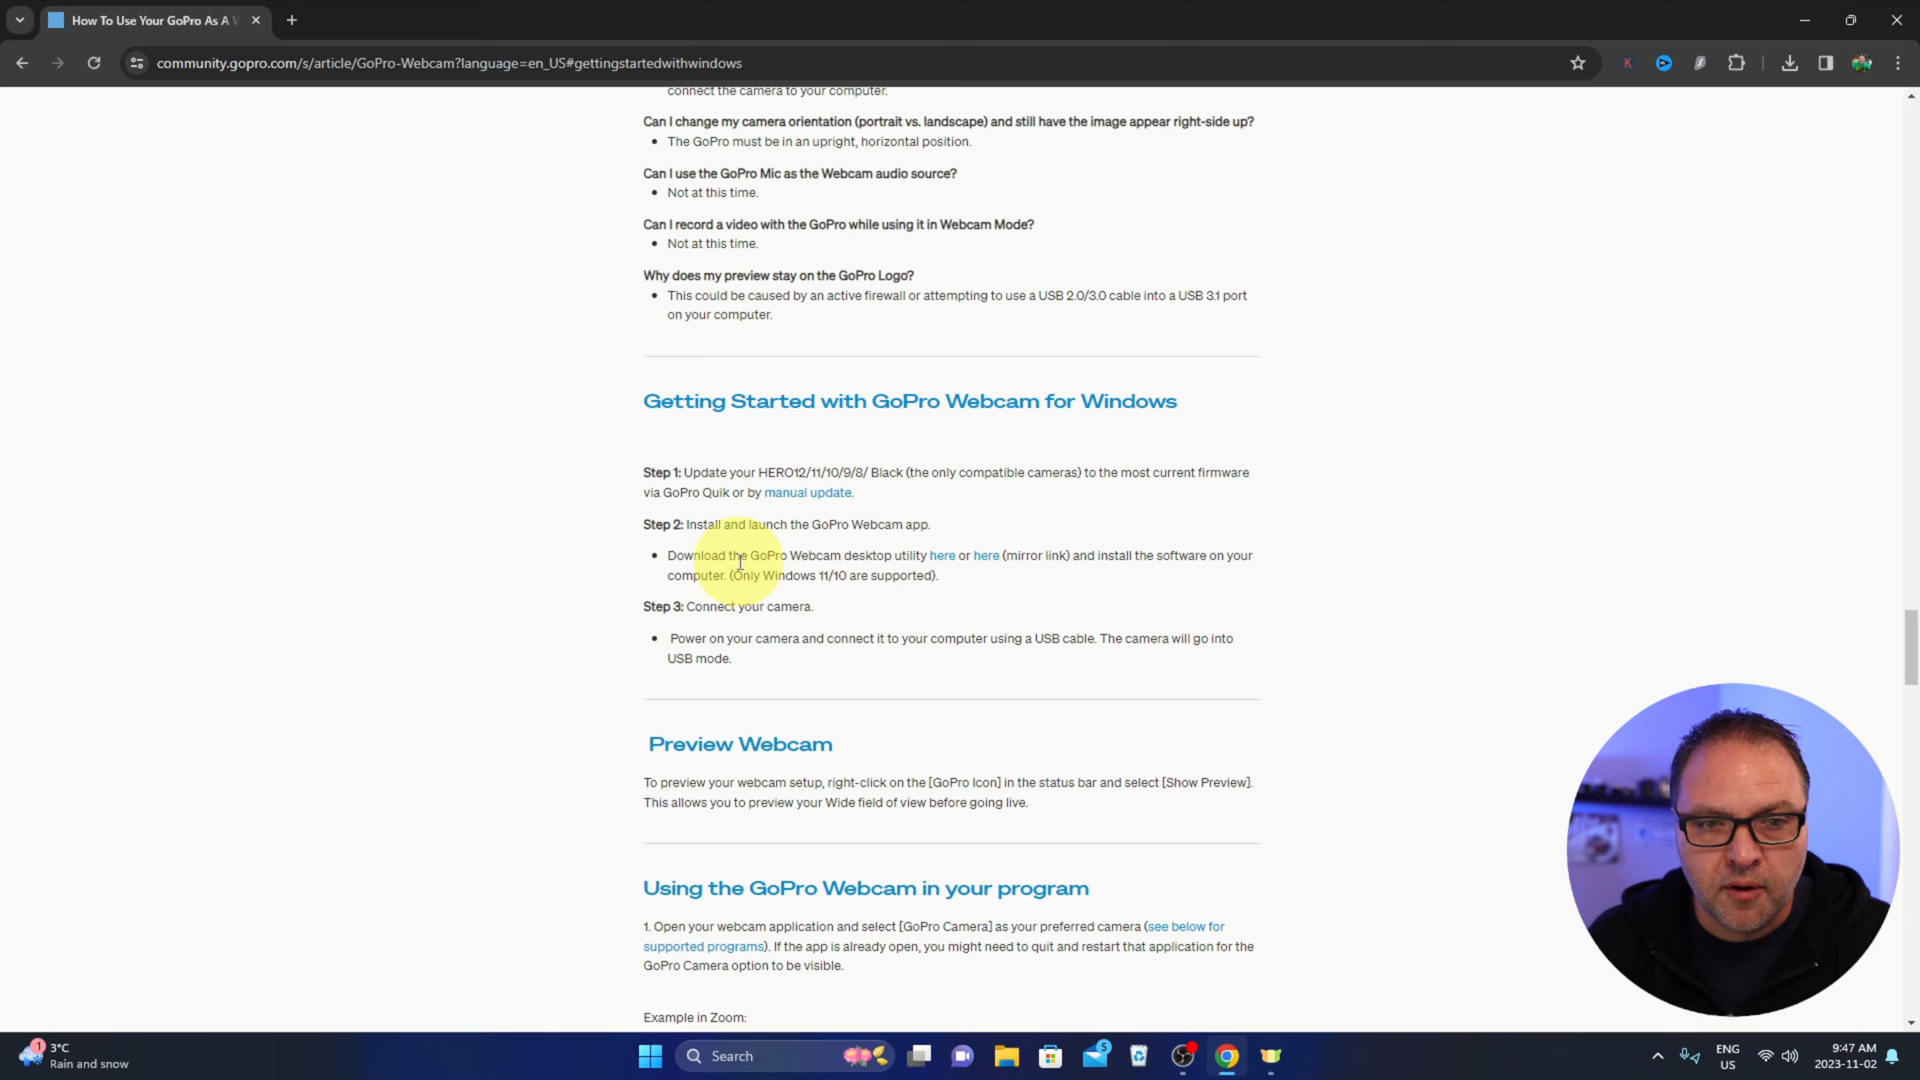 How To Use Your GoPro As A W
community.gopro.com/s/article/GoPro-Webcam?language=en_US#gettingstartedwithwindows
connect the camera to your computer.
Can I change my camera orientation (portrait vs. landscape) and still have the image appear right-side up?
• The GoPro must be in an upright, horizontal position.
Can I use the GoPro Mic as the Webcam audio source?
• Not at this time.
Can I record a video with the GoPro while using it in Webcam Mode?
• Not at this time.
Why does my preview stay on the GoPro Logo?
• This could be caused by an active firewall or attempting to use a USB 2.0/3.0 cable into a USB 3.1 port
on your computer.
Getting Started with GoPro Webcam for Windows
Step 1: Update your HERO12/11/10/9/8/ Black (the only compatible cameras) to the most current firmware
via GoPro Quik or by manual update.
Step 2: Install and launch the GoPro Webcam app.
• Download the GoPro Webcam desktop utility here or here (mirror link) and install the software on your
computer. (Only Windows 11/10 are supported).
Step 3: Connect your camera.
• Power on your camera and connect it to your computer using a USB cable. The camera will go into
USB mode.
Preview Webcam
To preview your webcam setup, right-click on the [GoPro Icon] in the status bar and select [Show Preview].
This allows you to preview your Wide field of view before going live.
Using the GoPro Webcam in your program
1. Open your webcam application and select [GoPro Camera] as your preferred camera (see below for
supported programs). If the app is already open, you might need to quit and restart that application for the
GoPro Camera option to be visible.
Example in Zoom:
1
3°C
Rain and snow
Search
5
ENG
US
9:47 AM
2023-11-02